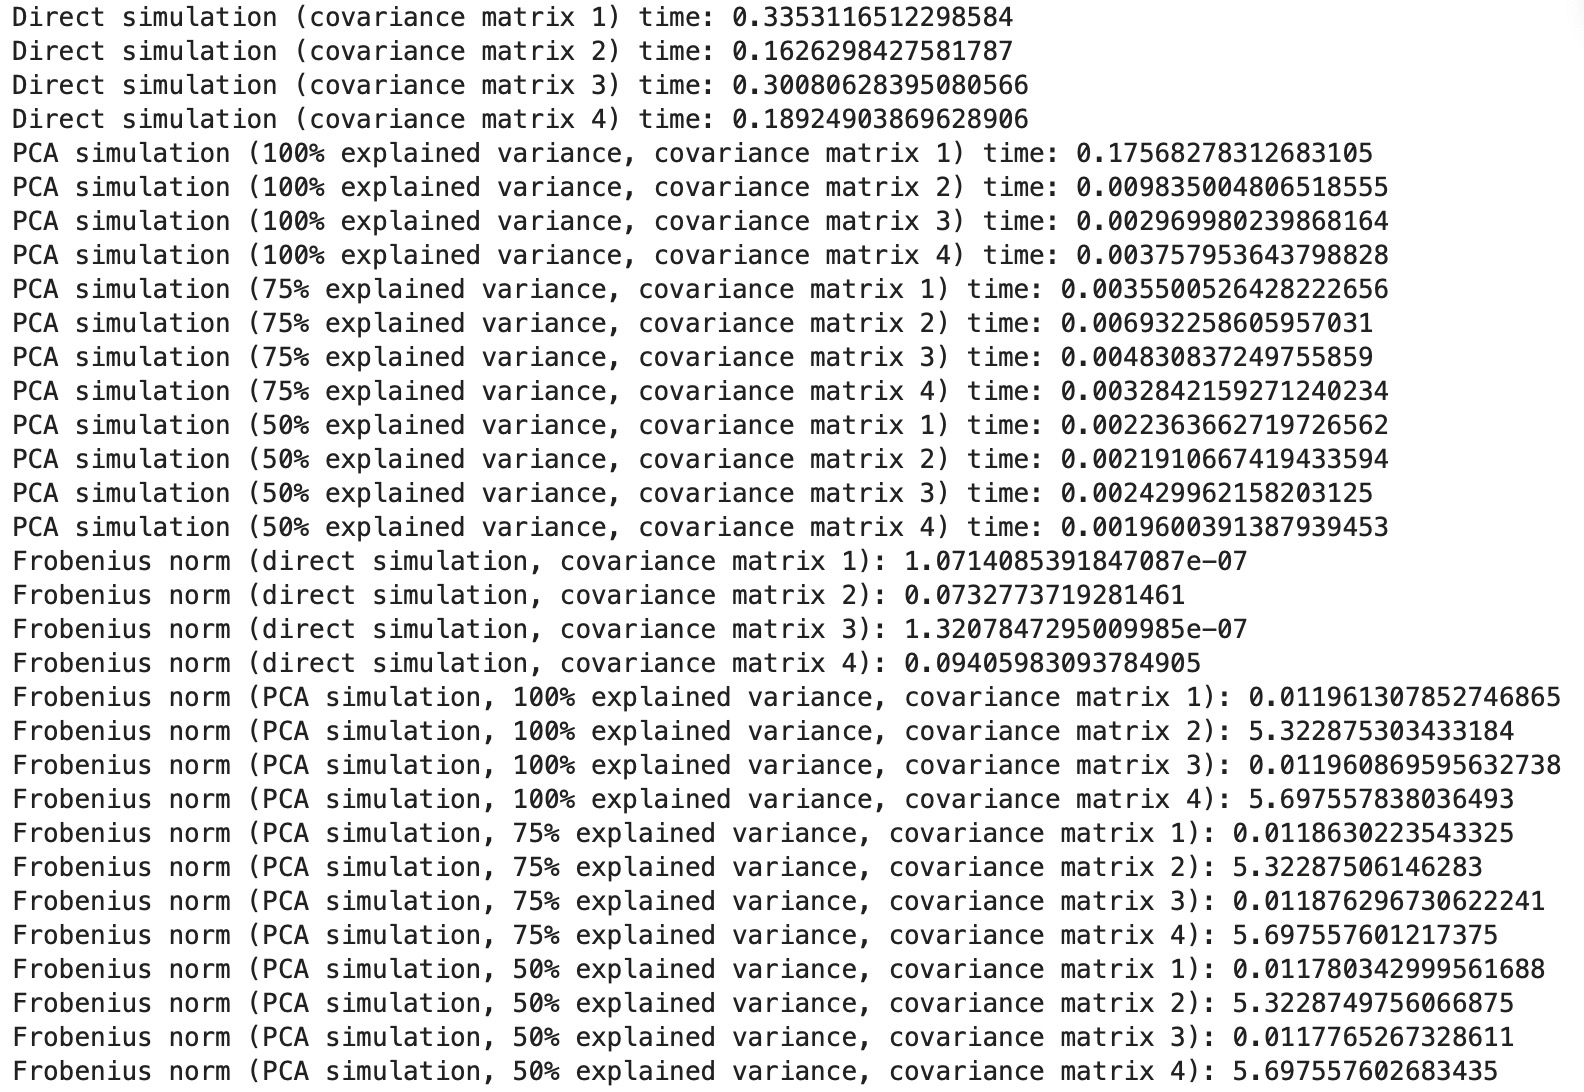 Direct simulation (covariance matrix 1) time: 0.3353116512298584
Direct simulation (covariance matrix 2) time: 0.1626298427581787
Direct simulation (covariance matrix 3) time: 0.30080628395080566
Direct simulation (covariance matrix 4) time: 0.18924903869628906
PCA simulation (100% explained variance, covariance matrix 1) time: 0.17568278312683105
PCA simulation (100% explained variance, covariance matrix 2) time: 0.009835004806518555
PCA simulation (100% explained variance, covariance matrix 3) time: 0.002969980239868164
PCA simulation (100% explained variance, covariance matrix 4) time: 0.003757953643798828
PCA simulation (75% explained variance, covariance matrix 1) time: 0.0035500526428222656
PCA simulation (75% explained variance, covariance matrix 2) time: 0.006932258605957031
PCA simulation (75% explained variance, covariance matrix 3) time: 0.004830837249755859
PCA simulation (75% explained variance, covariance matrix 4) time: 0.0032842159271240234
PCA simulation (50% explained variance, covariance matrix 1) time: 0.0022363662719726562
PCA simulation (50% explained variance, covariance matrix 2) time: 0.0021910667419433594
PCA simulation (50% explained variance, covariance matrix 3) time: 0.002429962158203125
PCA simulation (50% explained variance, covariance matrix 4) time: 0.0019600391387939453
Frobenius norm (direct simulation, covariance matrix 1): 1.0714085391847087e-07
Frobenius norm (direct simulation, covariance matrix 2): 0.0732773719281461
Frobenius norm (direct simulation, covariance matrix 3): 1.3207847295009985e-07
Frobenius norm (direct simulation, covariance matrix 4): 0.09405983093784905
Frobenius norm (PCA simulation, 100% explained variance, covariance matrix 1): 0.011961307852746865
Frobenius norm (PCA simulation, 100% explained variance, covariance matrix 2): 5.322875303433184
Frobenius norm (PCA simulation, 100% explained variance, covariance matrix 3): 0.011960869595632738
Frobenius norm (PCA simulation, 100% explained variance, covariance matrix 4): 5.697557838036493
Frobenius norm (PCA simulation, 75% explained variance, covariance matrix 1): 0.0118630223543325
Frobenius norm (PCA simulation, 75% explained variance, covariance matrix 2): 5.32287506146283
Frobenius norm (PCA simulation, 75% explained variance, covariance matrix 3): 0.011876296730622241
Frobenius norm (PCA simulation, 75% explained variance, covariance matrix 4): 5.697557601217375
Frobenius norm (PCA simulation, 50% explained variance, covariance matrix 1): 0.011780342999561688
Frobenius norm (PCA simulation, 50% explained variance, covariance matrix 2): 5.3228749756066875
Frobenius norm (PCA simulation, 50% explained variance, covariance matrix 3): 0.0117765267328611
Frobenius norm (PCA simulation, 50% explained variance, covariance matrix 4): 5.697557602683435